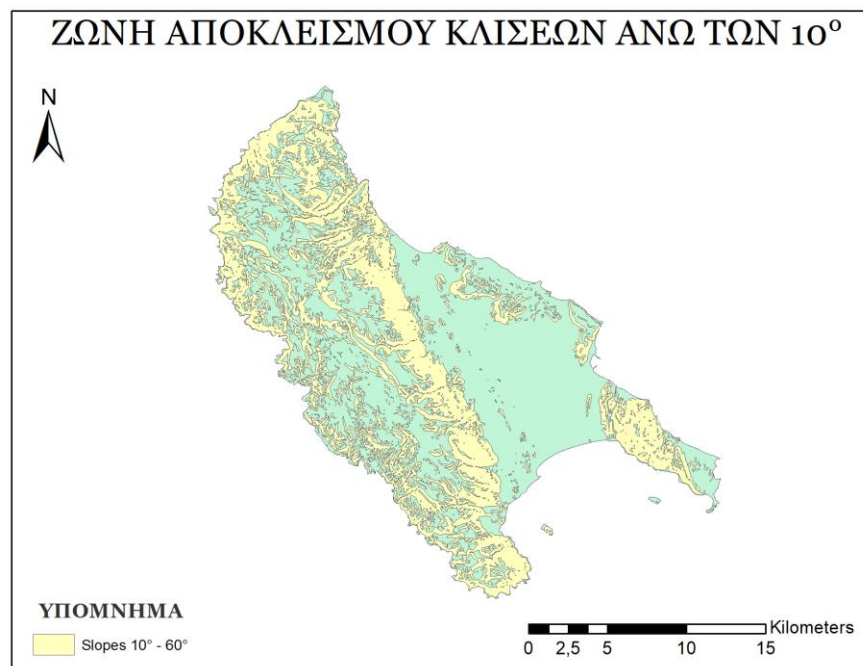 ΖΩΝΗ ΑΠΟΚΛΕΙΣΜΟΥ ΚΛΙΣΕΩΝ ΑΝΩ ΤΩΝ 10°
N
ΥΠΟΜΝΗΜΑ
Slopes 10° - 60°
Kilometers
0 2,5 5 10 15